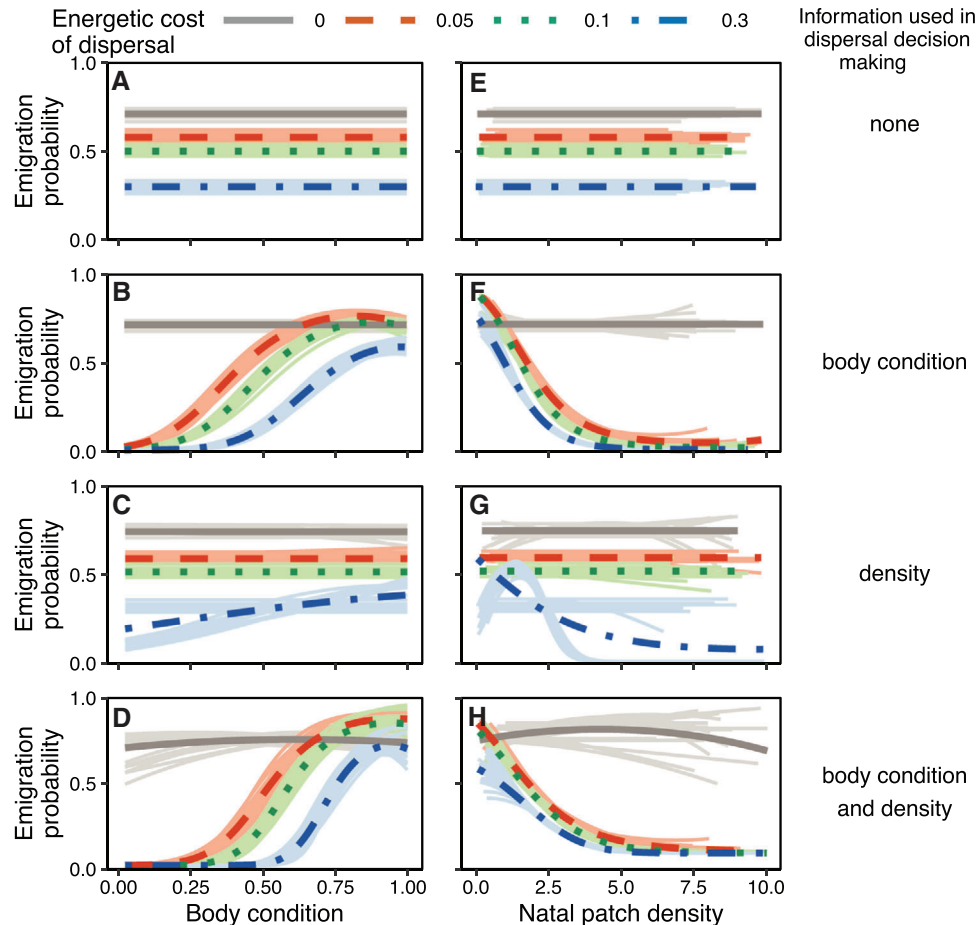 Energetic cost 0 0.05 0.1 0.3
of dispersal
Information used in
dispersal decision
making
1.0
A
E
none
Emigration
probability
0.5
0.0
1.0
B
F
body condition
Emigration
probability
0.5
0.0
1.0
C
G
density
Emigration
probability
0.5
0.0
1.0
D
H
body condition
and density
Emigration
probability
0.5
0.0
0.00 0.25 0.50 0.75 1.00
0.0 2.5 5.0 7.5 10.0
Body condition
Natal patch density